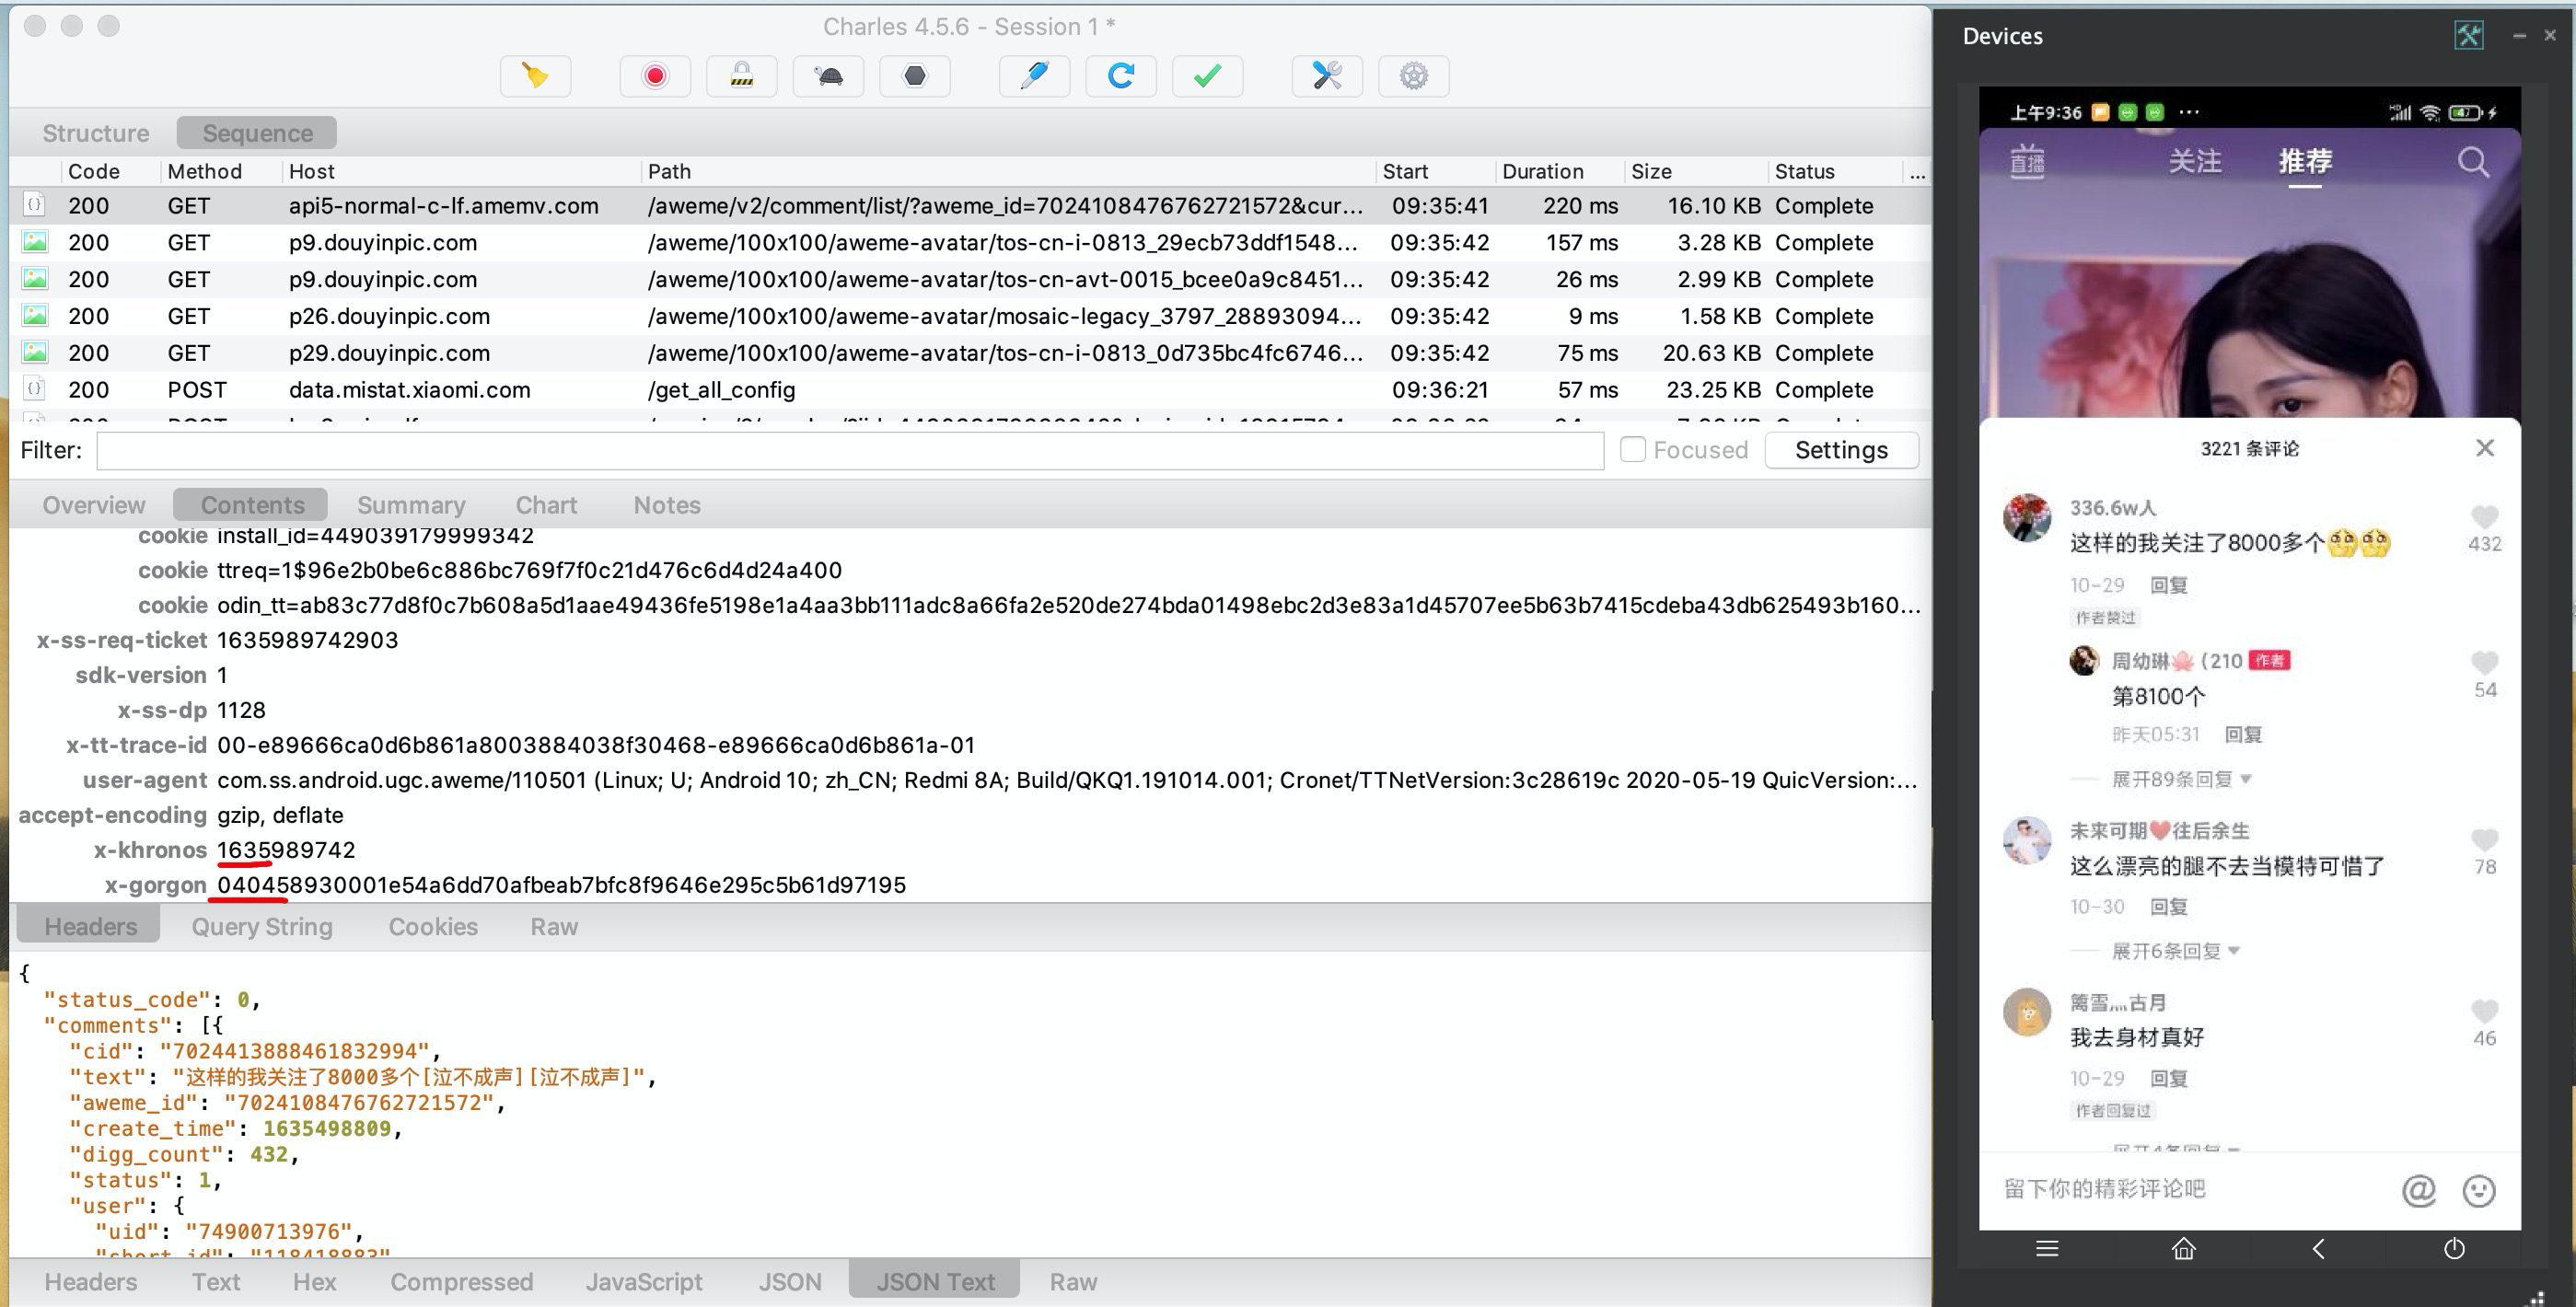 Charles 4.5.6 - Session 1 *
Structure Sequence
Code Method Host Path Start Duration Size Status ...
200 GET api5-normal-c-lf.amemv.com /aweme/v2/comment/list/?aweme_id=7024108476762721572&cur... 09:35:41 220 ms 16.10 KB Complete
200 GET p9.douyinpic.com /aweme/100x100/aweme-avatar/tos-cn-i-0813_29ecb73ddf1548... 09:35:42 157 ms 3.28 KB Complete
200 GET p9.douyinpic.com /aweme/100x100/aweme-avatar/tos-cn-avt-0015_bcee0a9c8451... 09:35:42 26 ms 2.99 KB Complete
200 GET p26.douyinpic.com /aweme/100x100/aweme-avatar/mosaic-legacy_3797_28893094... 09:35:42 9 ms 1.58 KB Complete
200 GET p29.douyinpic.com /aweme/100x100/aweme-avatar/tos-cn-i-0813_0d735bc4fc6746... 09:35:42 75 ms 20.63 KB Complete
200 POST data.mistat.xiaomi.com /get_all_config 09:36:21 57 ms 23.25 KB Complete
Filter: Focused Settings
Overview Contents Summary Chart Notes
cookie install_id=449039179999342
cookie ttreq=1$96e2b0be6c886bc769f7f0c21d476c6d4d24a400
cookie odin_tt=ab83c77d8f0c7b608a5d1aae49436fe5198e1a4aa3bb111adc8a66fa2e520de274bda01498ebc2d3e83a1d45707ee5b63b7415cdeba43db625493b160...
x-ss-req-ticket 1635989742903
sdk-version 1
x-ss-dp 1128
x-tt-trace-id 00-e89666ca0d6b861a8003884038f30468-e89666ca0d6b861a-01
user-agent com.ss.android.ugc.aweme/110501 (Linux; U; Android 10; zh_CN; Redmi 8A; Build/QKQ1.191014.001; Cronet/TTNetVersion:3c28619c 2020-05-19 QuicVersion:...
accept-encoding gzip, deflate
x-khronos 1635989742
x-gorgon 040458930001e54a6dd70afbeab7bfc8f9646e295c5b61d97195
Headers Query String Cookies Raw
{
"status_code": 0,
"comments": [{
"cid": "7024413888461832994",
"text": "这样的我关注了8000多个[泣不成声][泣不成声]",
"aweme_id": "7024108476762721572",
"create_time": 1635498809,
"digg_count": 432,
"status": 1,
"user": {
"uid": "74900713976",
"short_id": "118418883"
Headers Text Hex Compressed JavaScript JSON JSON Text Raw
Devices
上午9:36 ... HD 47
直播 关注 推荐
3221 条评论
336.6w人
这样的我关注了8000多个
432
10-29 回复
作者赞过
周幼琳 (210 作者
第8100个
54
昨天05:31 回复
展开89条回复
未来可期❤️往后余生
这么漂亮的腿不去当模特可惜了
78
10-30 回复
展开6条回复
篱雪灬古月
我去身材真好
46
10-29 回复
作者回复过
展开4条回复
留下你的精彩评论吧 @